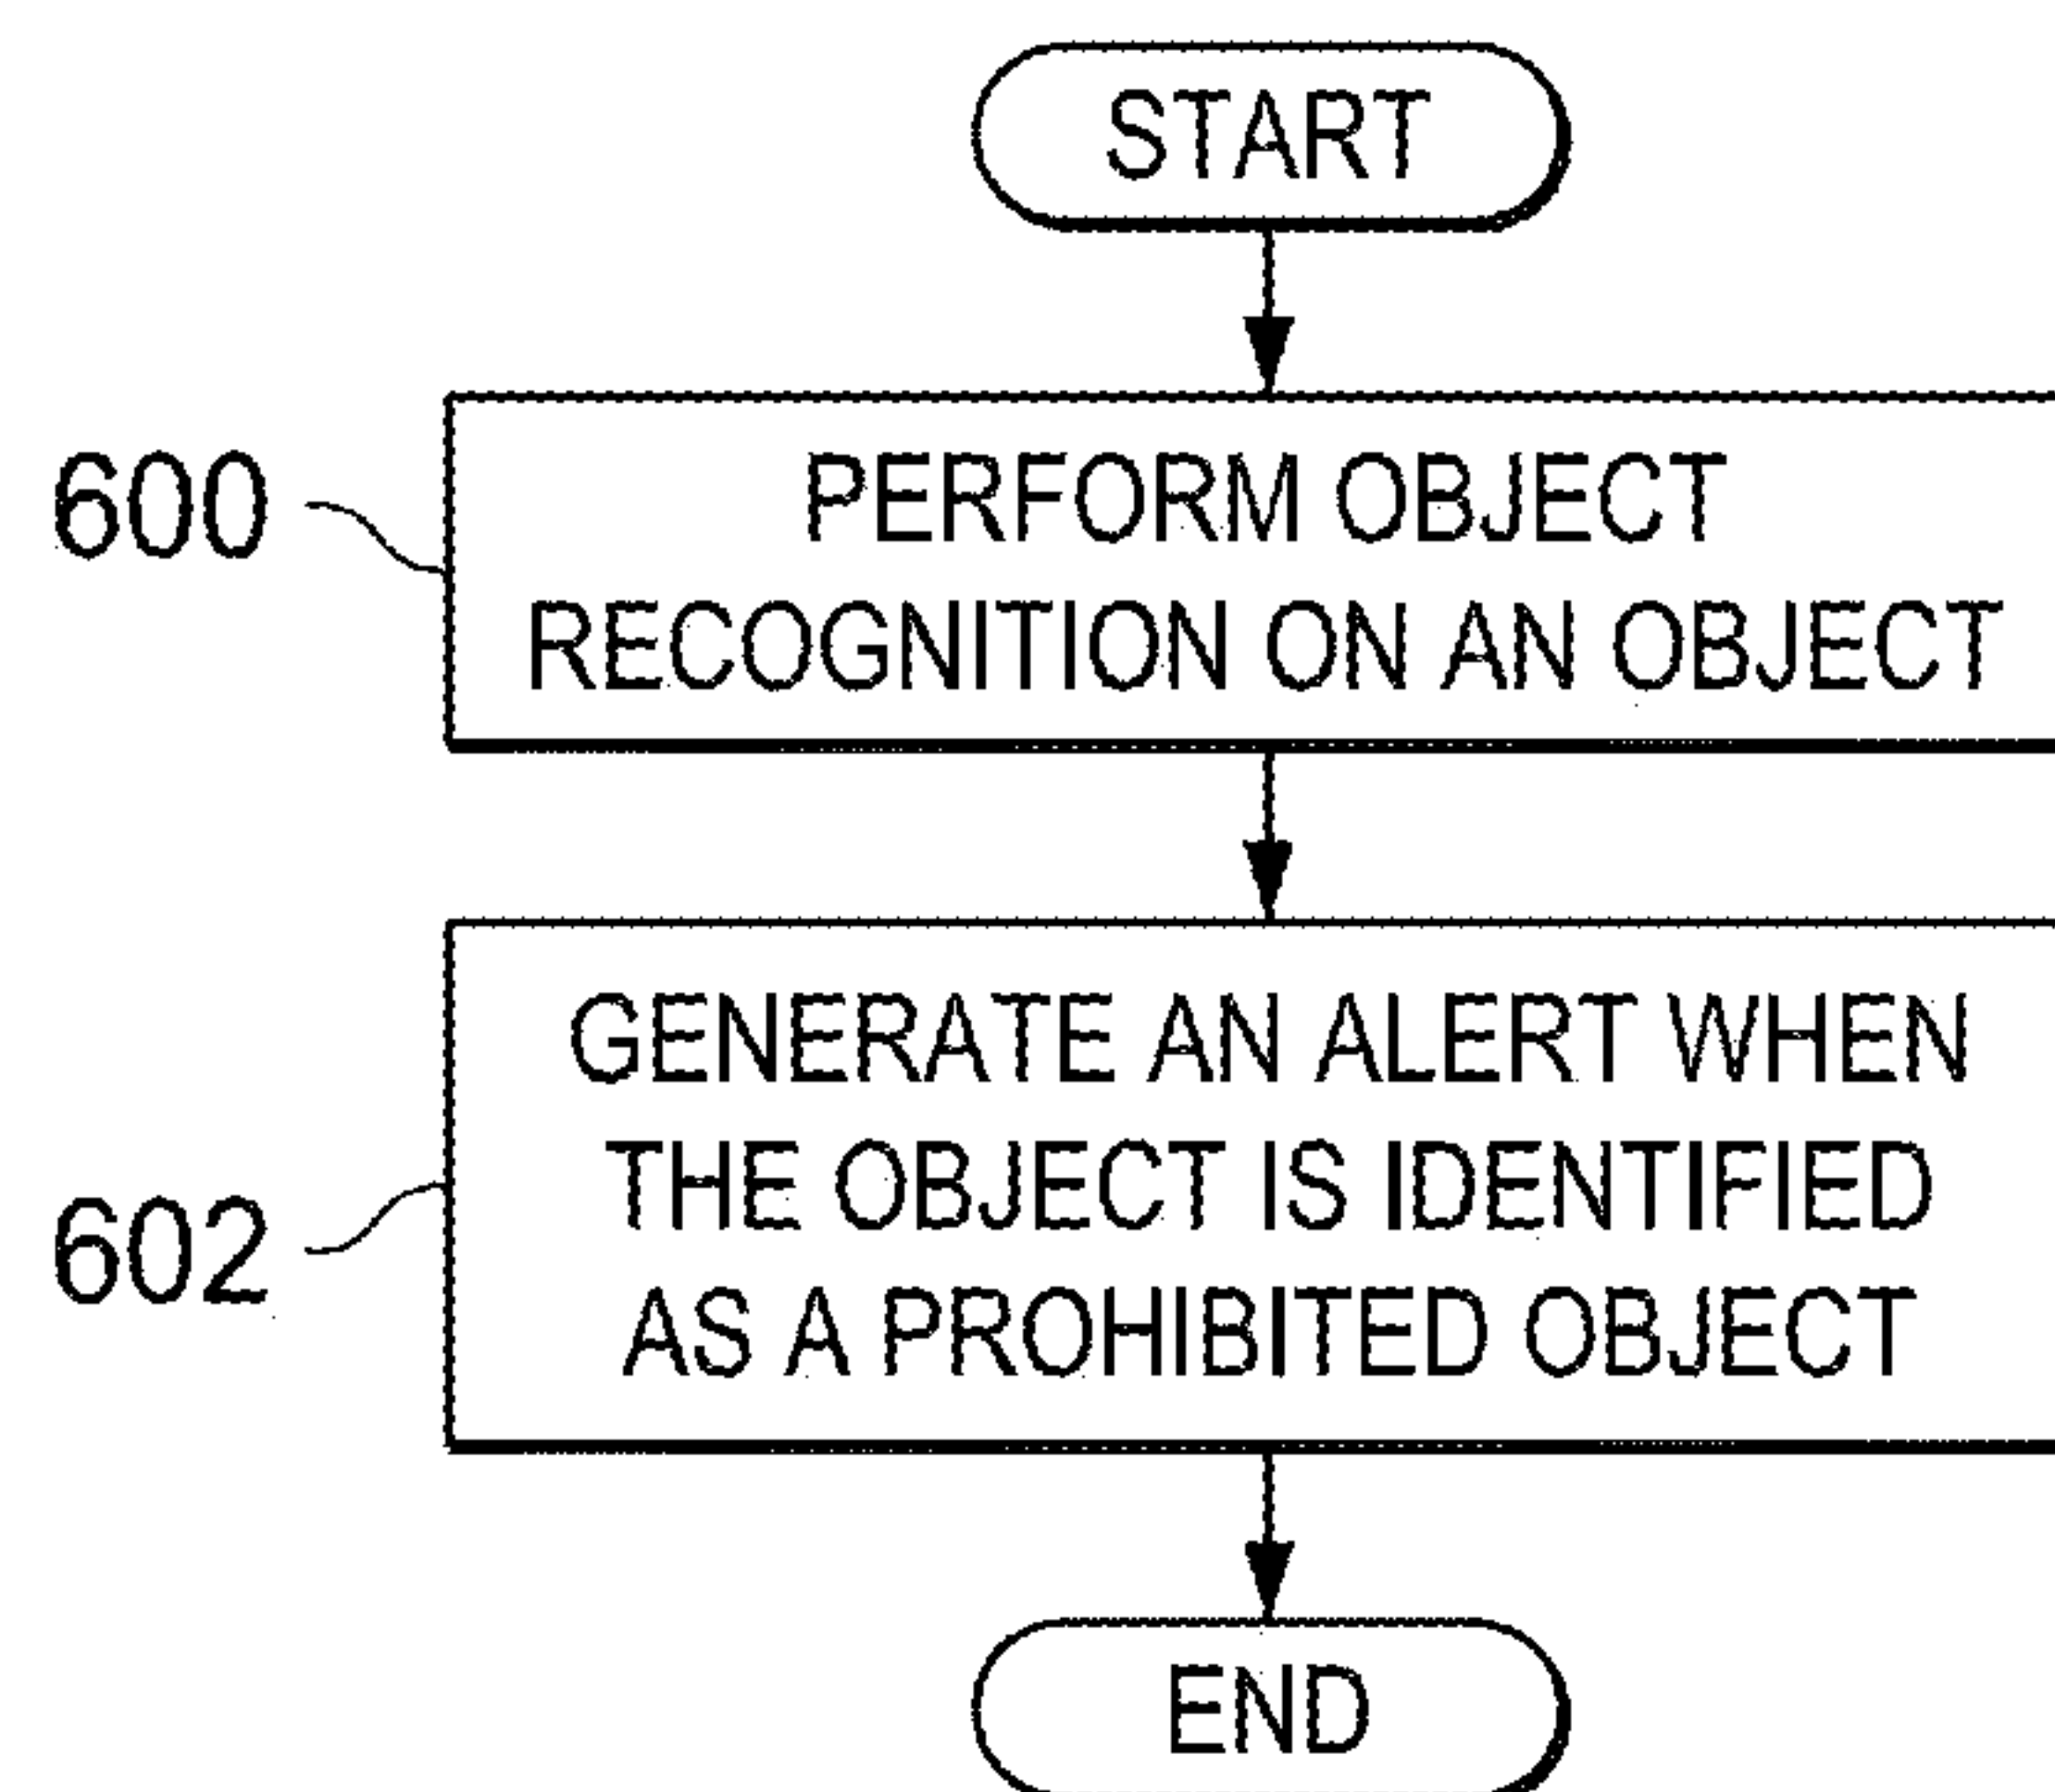 START
600
PERFORM OBJECT
RECOGNITION ON AN OBJECT
602
GENERATE AN ALERT WHEN
THE OBJECT IS IDENTIFIED
AS A PROHIBITED OBJECT
END